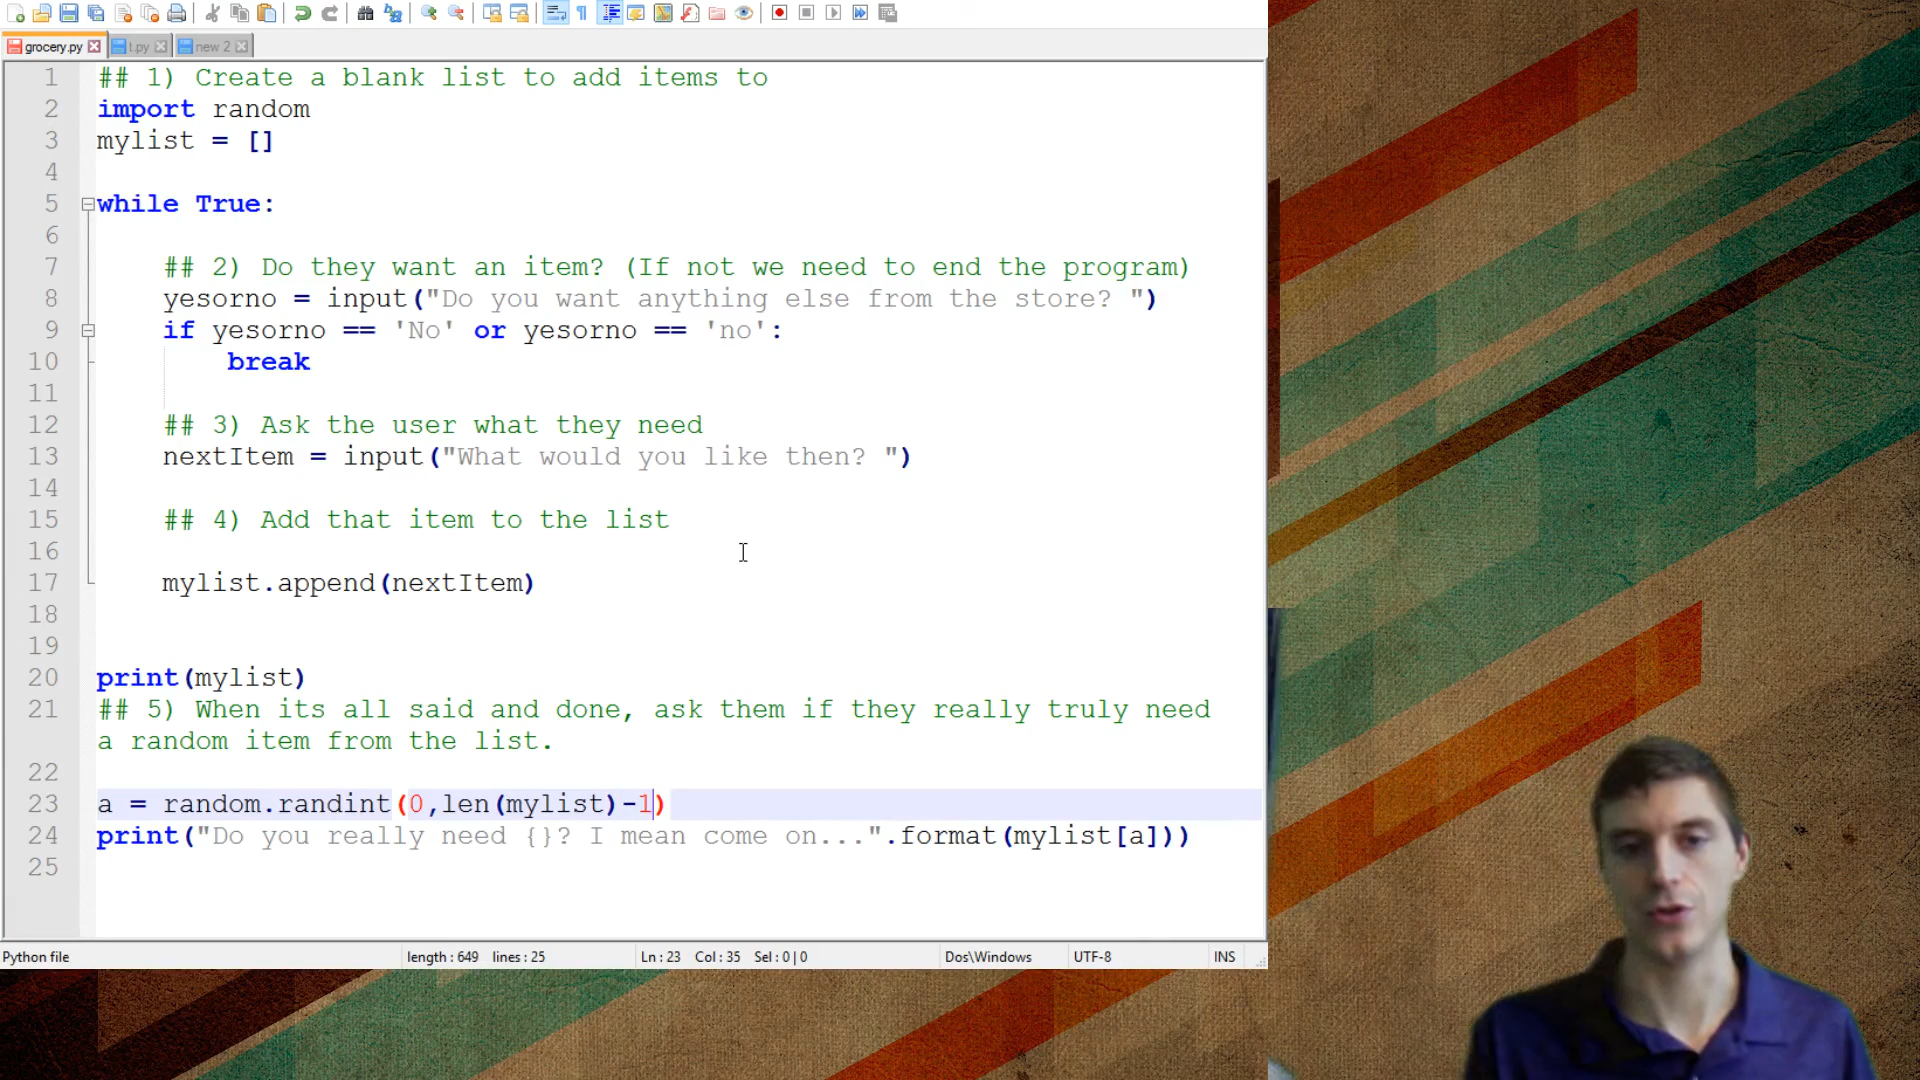 grocery.py
t.py
new 2
1 ## 1) Create a blank list to add items to
2 import random
3 mylist = []
4
5 while True:
6
7 ## 2) Do they want an item? (If not we need to end the program)
8 yesorno = input("Do you want anything else from the store? ")
9 if yesorno == 'No' or yesorno == 'no':
10 break
11
12 ## 3) Ask the user what they need
13 nextItem = input("What would you like then? ")
14
15 ## 4) Add that item to the list
16
17 mylist.append(nextItem)
18
19
20 print(mylist)
21 ## 5) When its all said and done, ask them if they really truly need
a random item from the list.
22
23 a = random.randint(0,len(mylist)-1)
24 print("Do you really need {}? I mean come on...".format(mylist[a]))
25
Python file length : 649 lines : 25 Ln : 23 Col : 35 Sel : 0 | 0 Dos\Windows UTF-8 INS